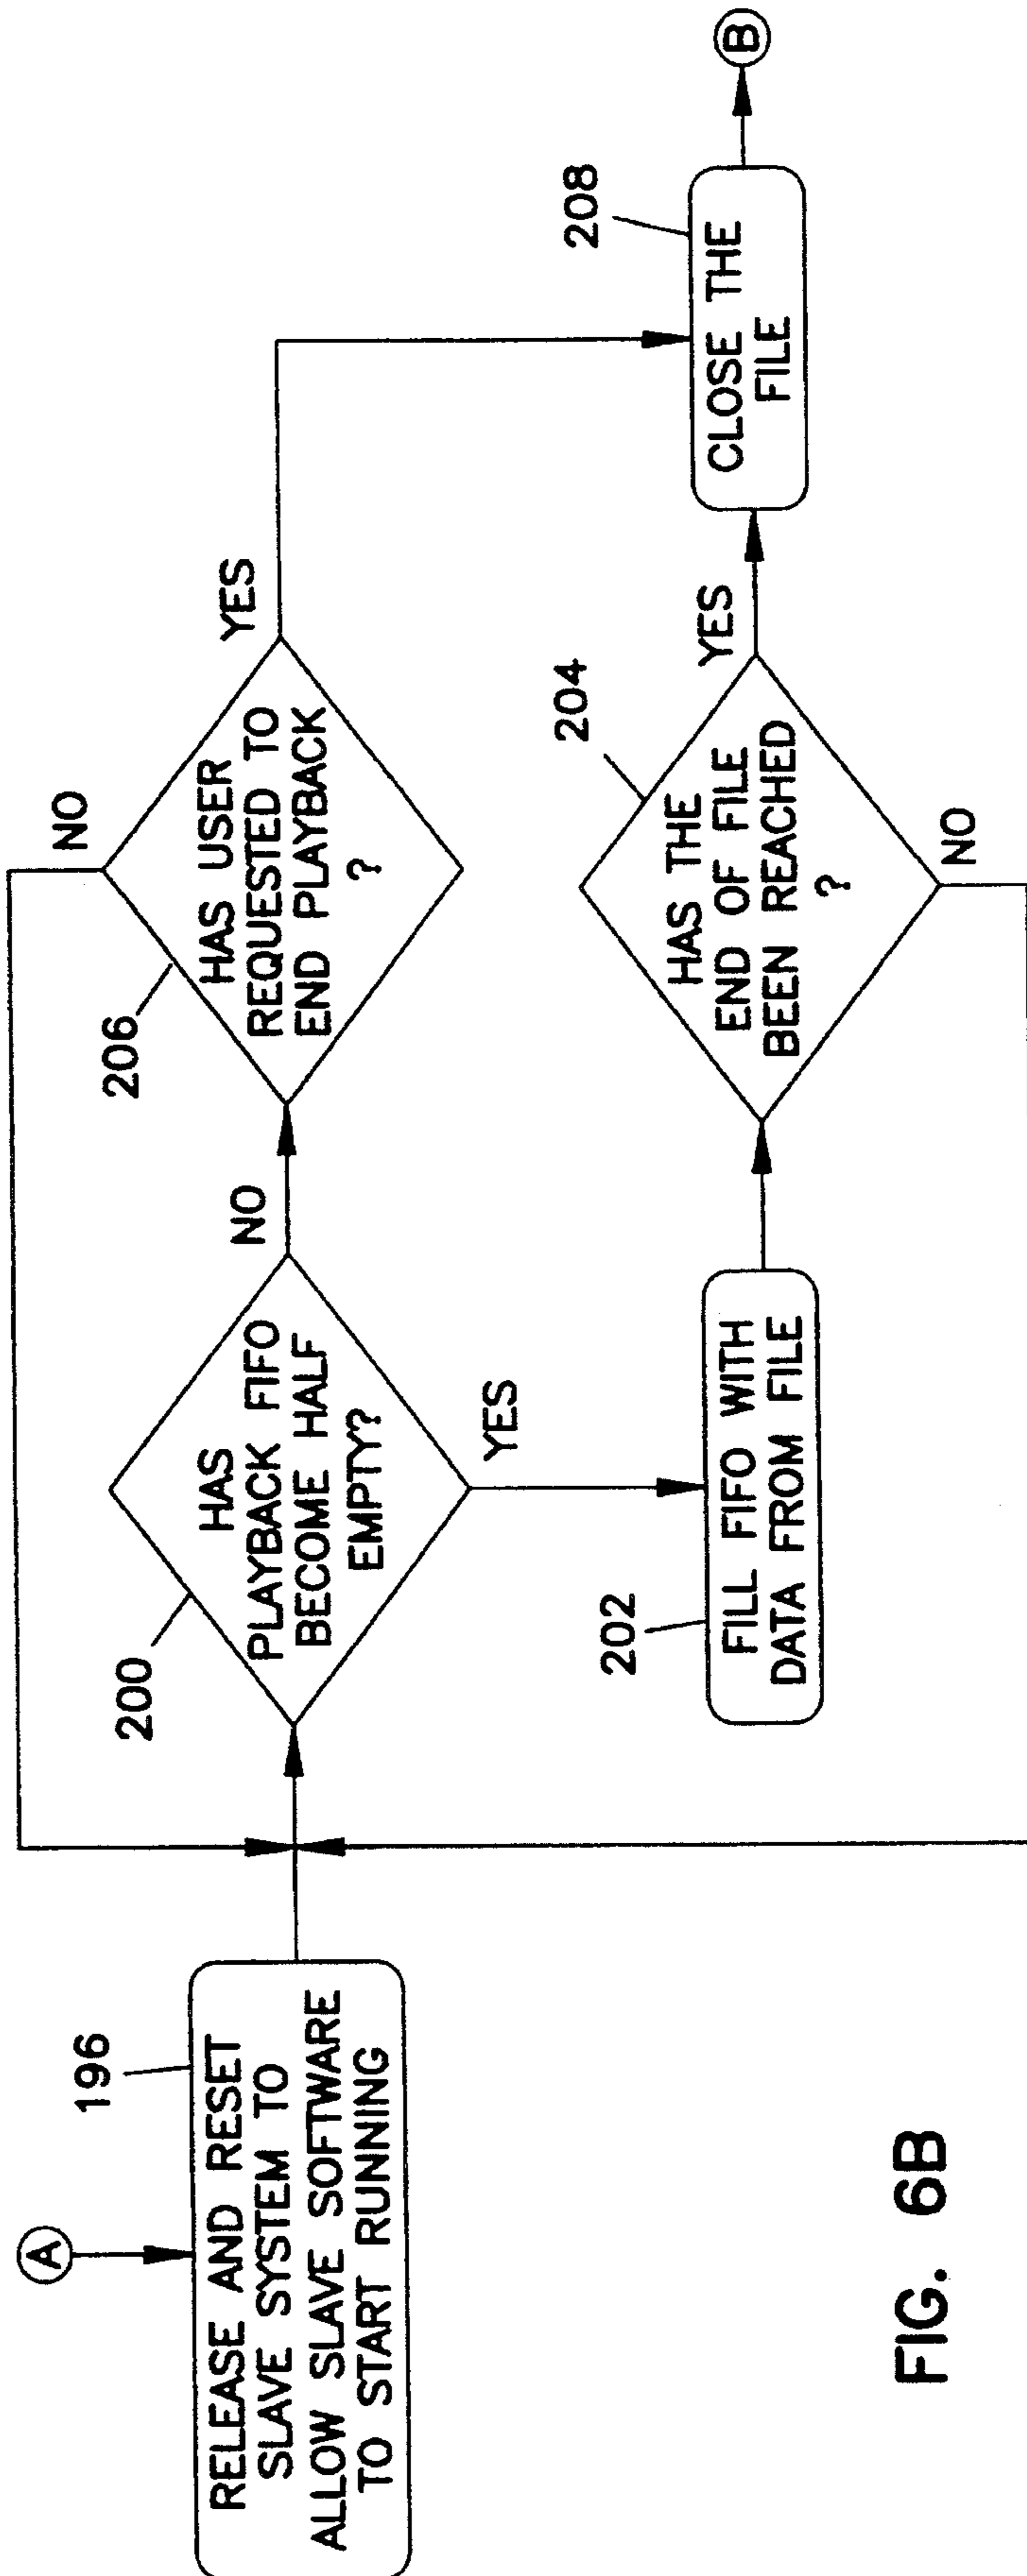 A
196
RELEASE AND RESET
SLAVE SYSTEM TO
ALLOW SLAVE SOFTWARE
TO START RUNNING
200
HAS
PLAYBACK FIFO
BECOME HALF
EMPTY?
NO
YES
206
HAS USER
REQUESTED TO
END PLAYBACK
?
NO
YES
202
FILL FIFO WITH
DATA FROM FILE
204
HAS THE
END OF FILE
BEEN REACHED
?
YES
NO
208
CLOSE THE
FILE
B
FIG. 6B